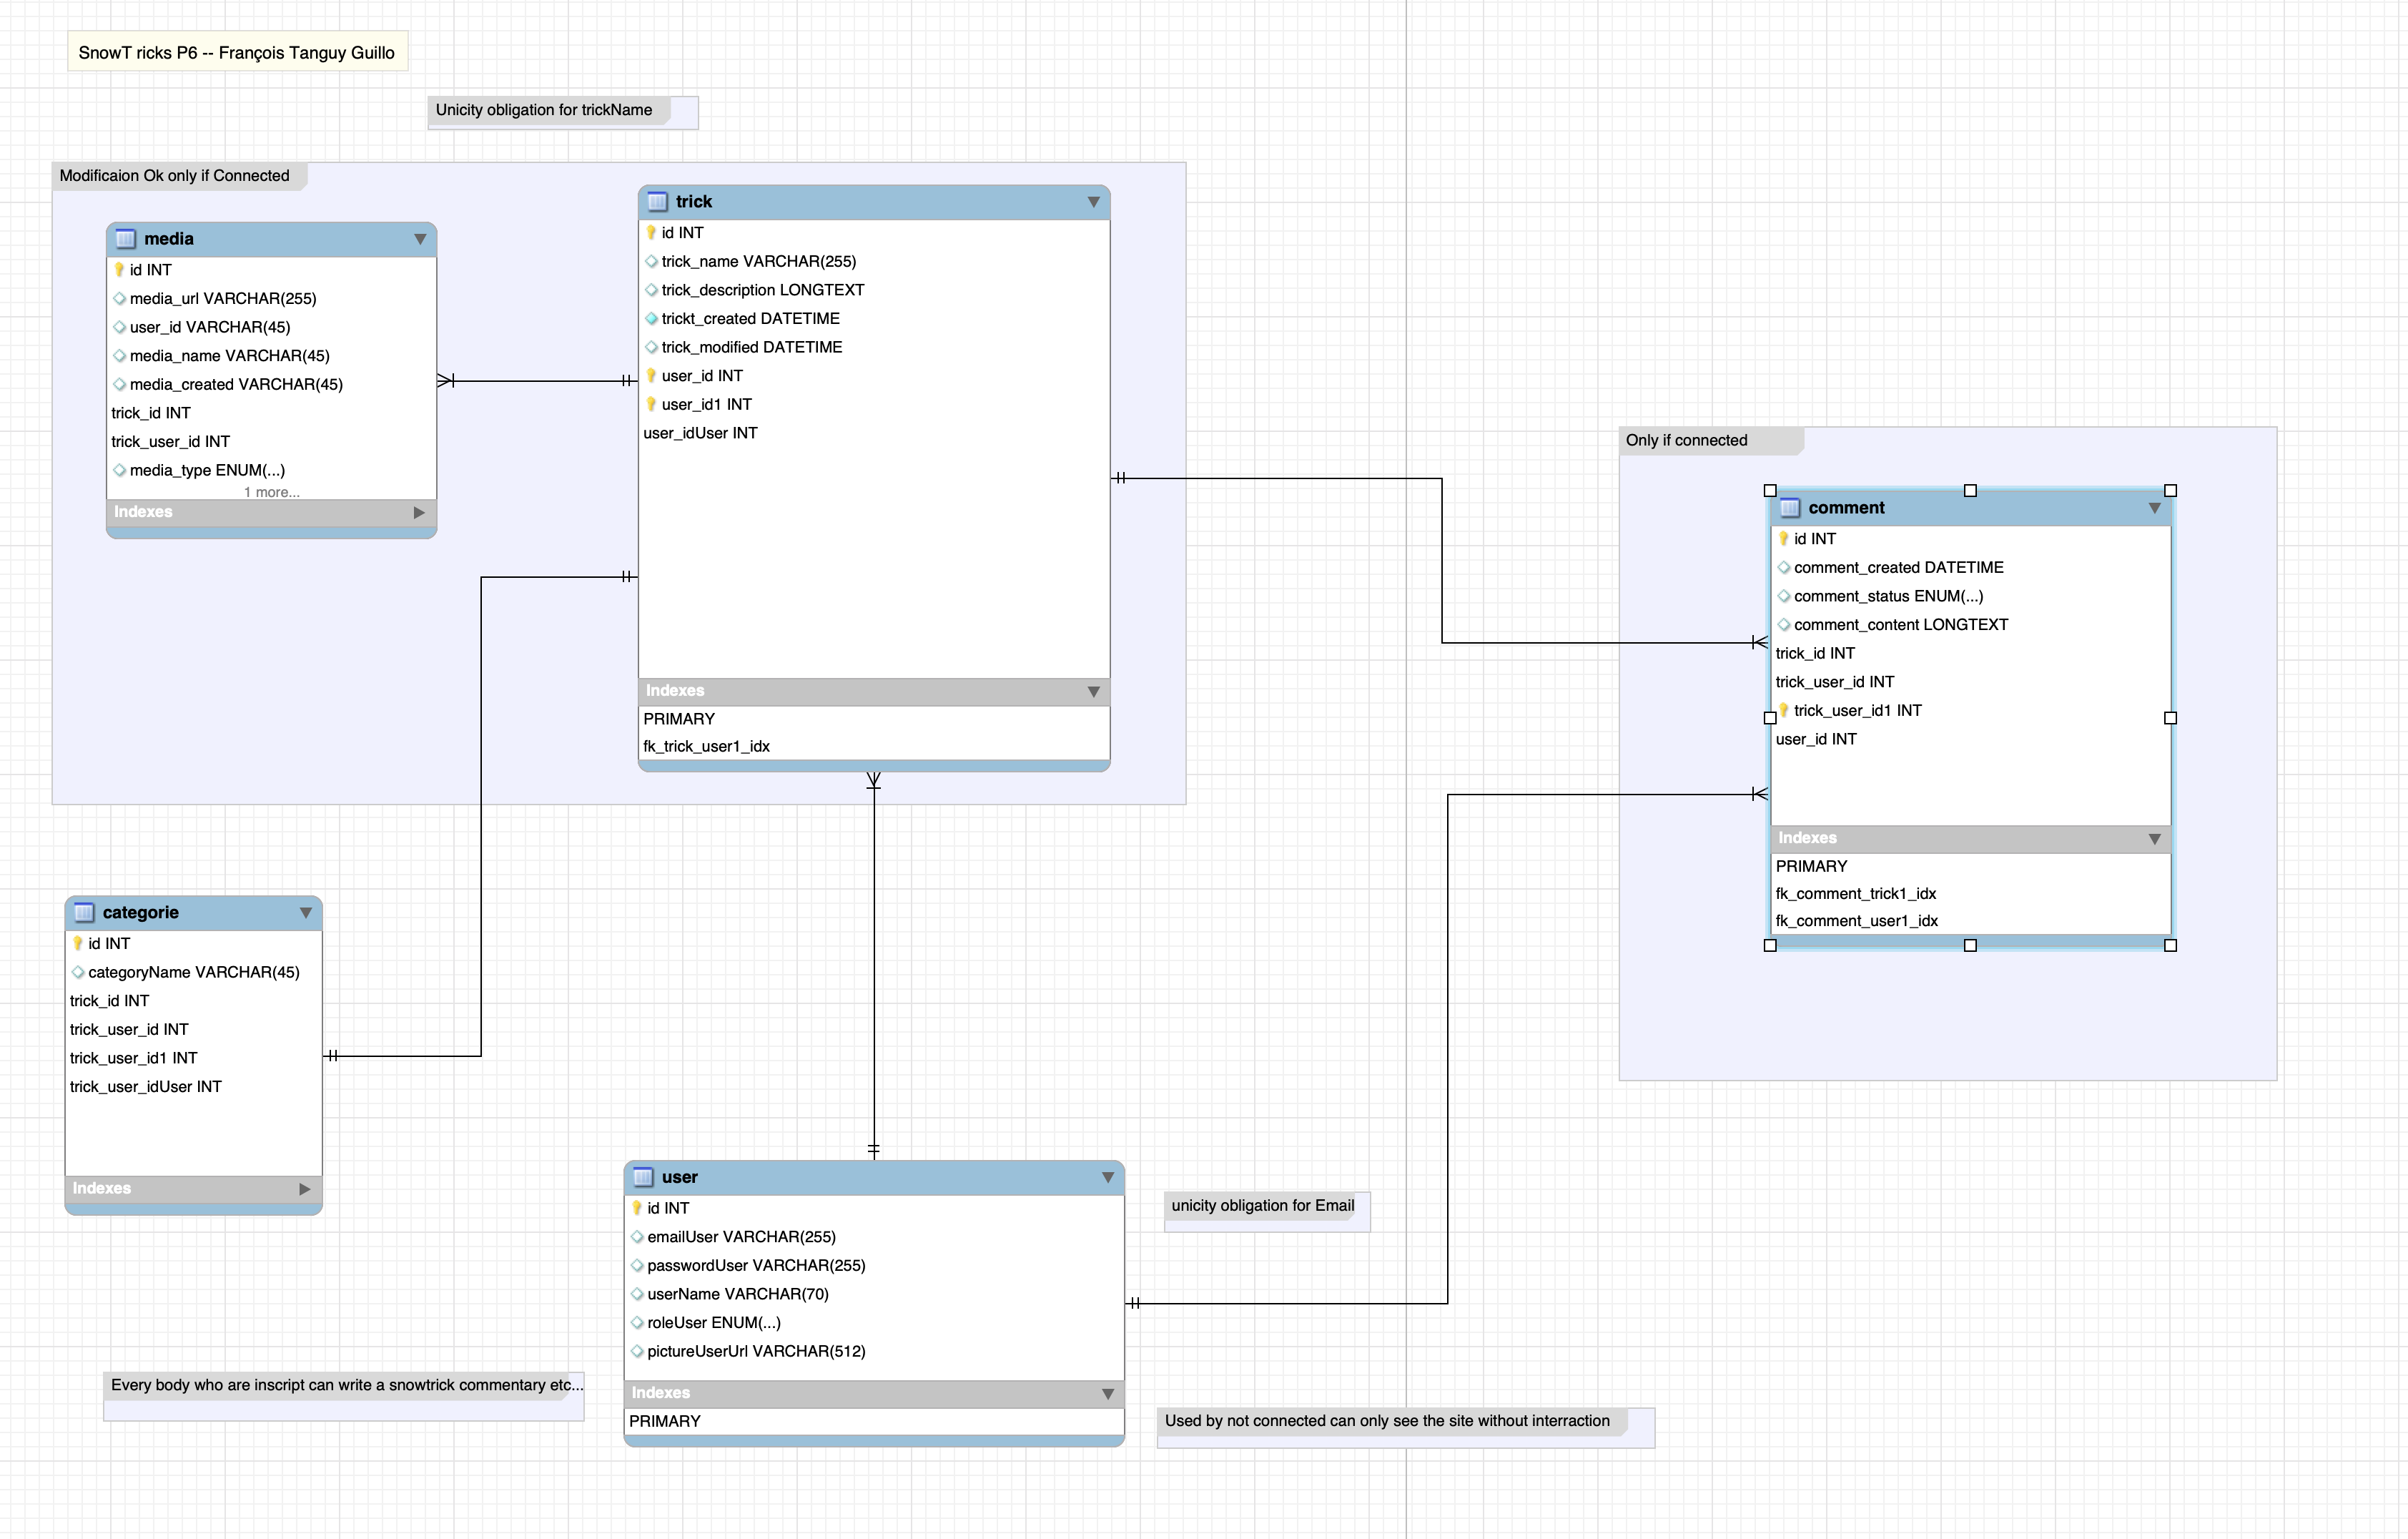 SnowT ricks P6 -- François Tanguy Guillo
Unicity obligation for trickName
Modificaion Ok only if Connected
media
id INT
media_url VARCHAR(255)
user_id VARCHAR(45)
media_name VARCHAR(45)
media_created VARCHAR(45)
trick_id INT
trick_user_id INT
media_type ENUM(...)
1 more...
Indexes
trick
id INT
trick_name VARCHAR(255)
trick_description LONGTEXT
trickt_created DATETIME
trick_modified DATETIME
user_id INT
user_id1 INT
user_idUser INT
Indexes
PRIMARY
fk_trick_user1_idx
Only if connected
comment
id INT
comment_created DATETIME
comment_status ENUM(...)
comment_content LONGTEXT
trick_id INT
trick_user_id INT
trick_user_id1 INT
user_id INT
Indexes
PRIMARY
fk_comment_trick1_idx
fk_comment_user1_idx
categorie
id INT
categoryName VARCHAR(45)
trick_id INT
trick_user_id INT
trick_user_id1 INT
trick_user_idUser INT
Indexes
user
id INT
emailUser VARCHAR(255)
passwordUser VARCHAR(255)
userName VARCHAR(70)
roleUser ENUM(...)
pictureUserUrl VARCHAR(512)
Indexes
PRIMARY
unicity obligation for Email
Every body who are inscript can write a snowtrick commentary etc...
Used by not connected can only see the site without interraction